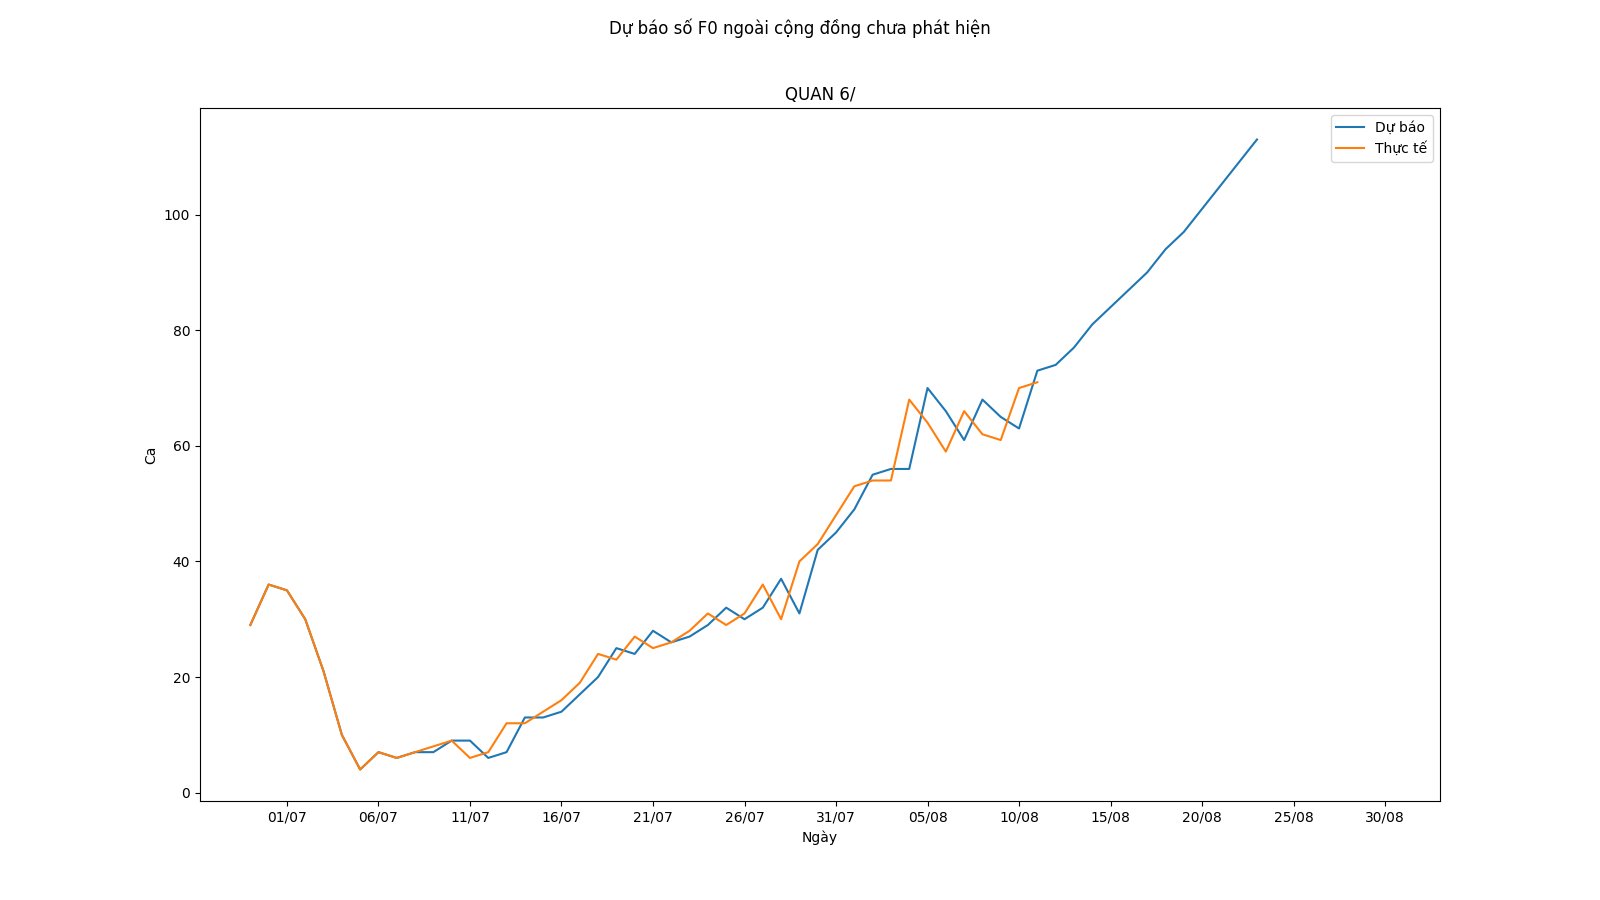 Dự báo số F0 ngoài cộng đồng chưa phát hiện
QUAN 6/
Dự báo
Thực tế
100
80
60
40
20
0
Ca
01/07 06/07 11/07 16/07 21/07 26/07 31/07 05/08 10/08 15/08 20/08 25/08 30/08
Ngày